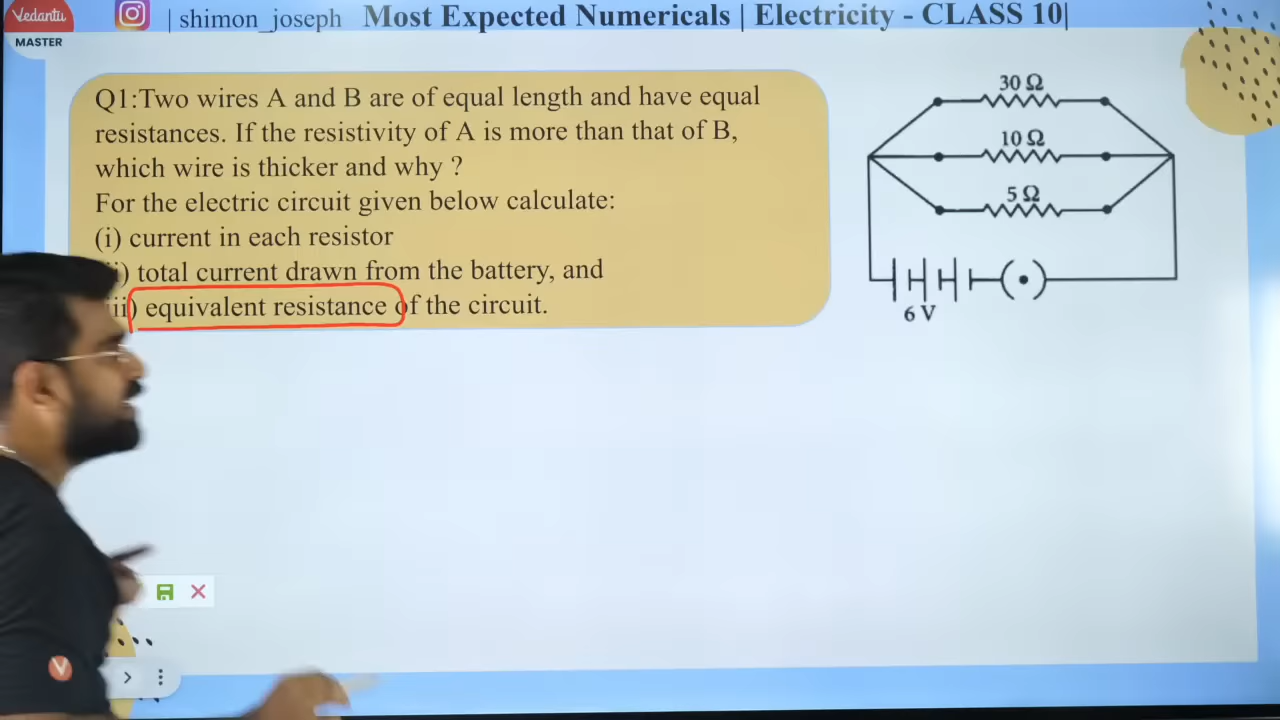 Vedantu
MASTER
| shimon_joseph
Most Expected Numericals | Electricity - CLASS 10|
Q1:Two wires A and B are of equal length and have equal
resistances. If the resistivity of A is more than that of B,
which wire is thicker and why ?
For the electric circuit given below calculate:
(i) current in each resistor
i) total current drawn from the battery, and
iii) equivalent resistance of the circuit.
30 Ω
10 Ω
5 Ω
6 V
V